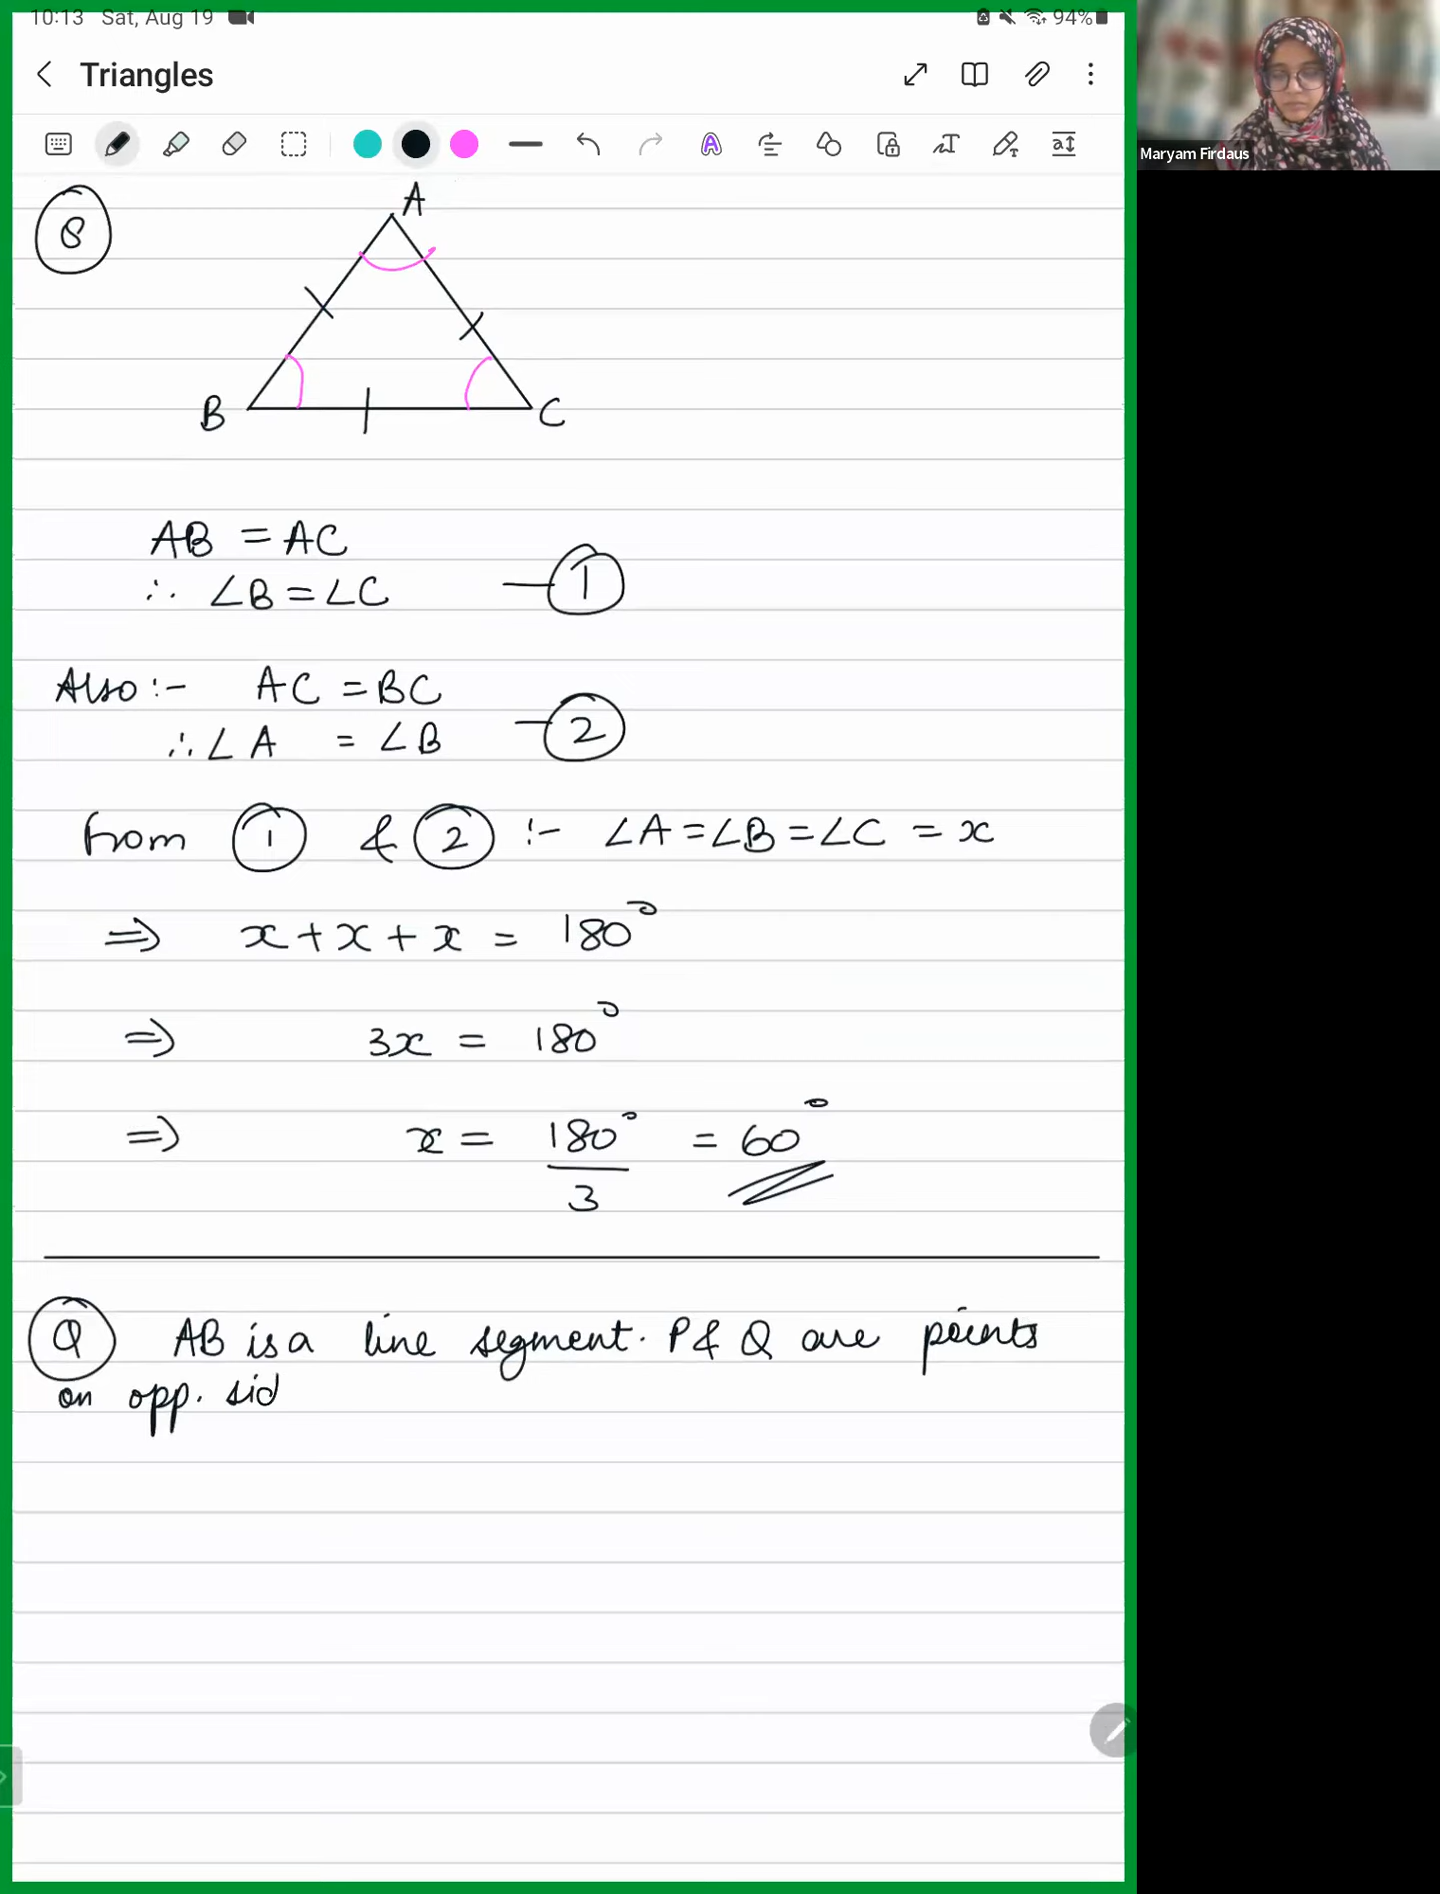 10:13 Sat, Aug 19 94%
Triangles
Maryam Firdaus
8
A
B C
AB = AC
∴ ∠B = ∠C — 1
Also :- AC = BC
∴ ∠A = ∠B — 2
from 1 & 2 :- ∠A = ∠B = ∠C = x
⇒ x + x + x = 180°
⇒ 3x = 180°
⇒ x = 180°/3 = 60°
Q AB is a line segment. P & Q are points
on opp. sid